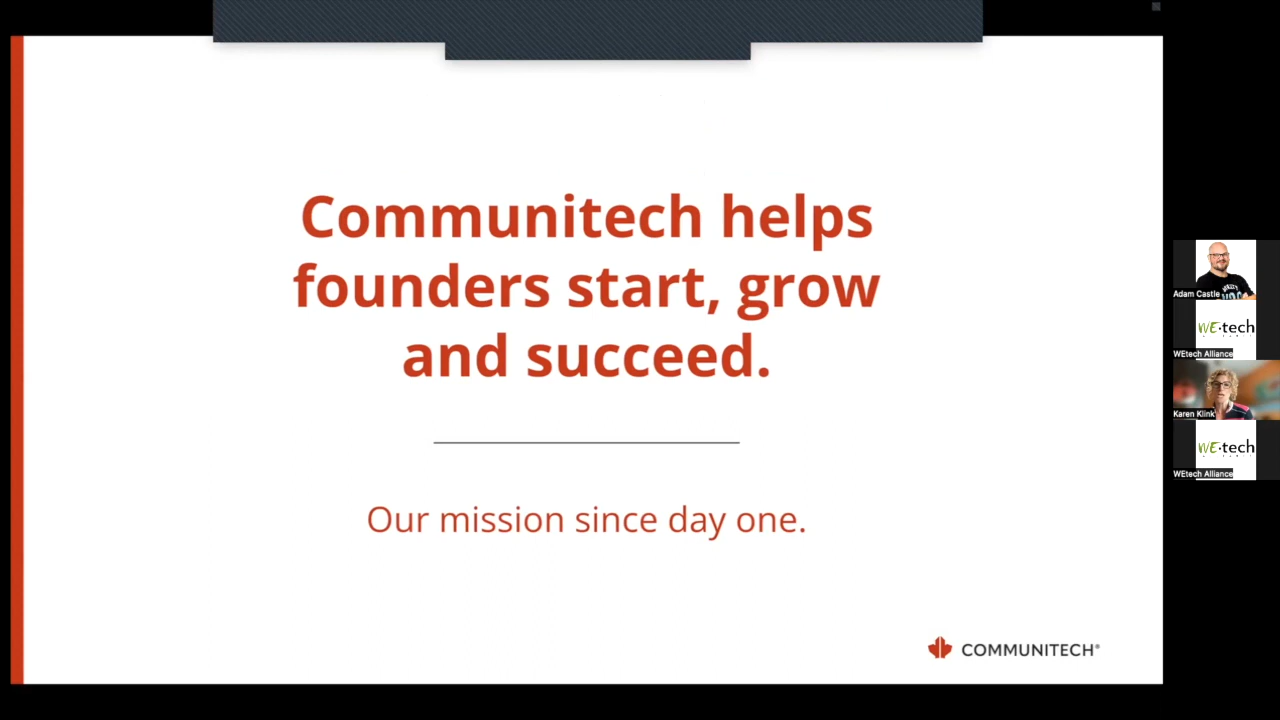 Communitech helps
founders start, grow
and succeed.
Our mission since day one.
COMMUNITECH®
Adam Castle
WE·tech
WEtech Alliance
Karen Klink
WE·tech
WEtech Alliance